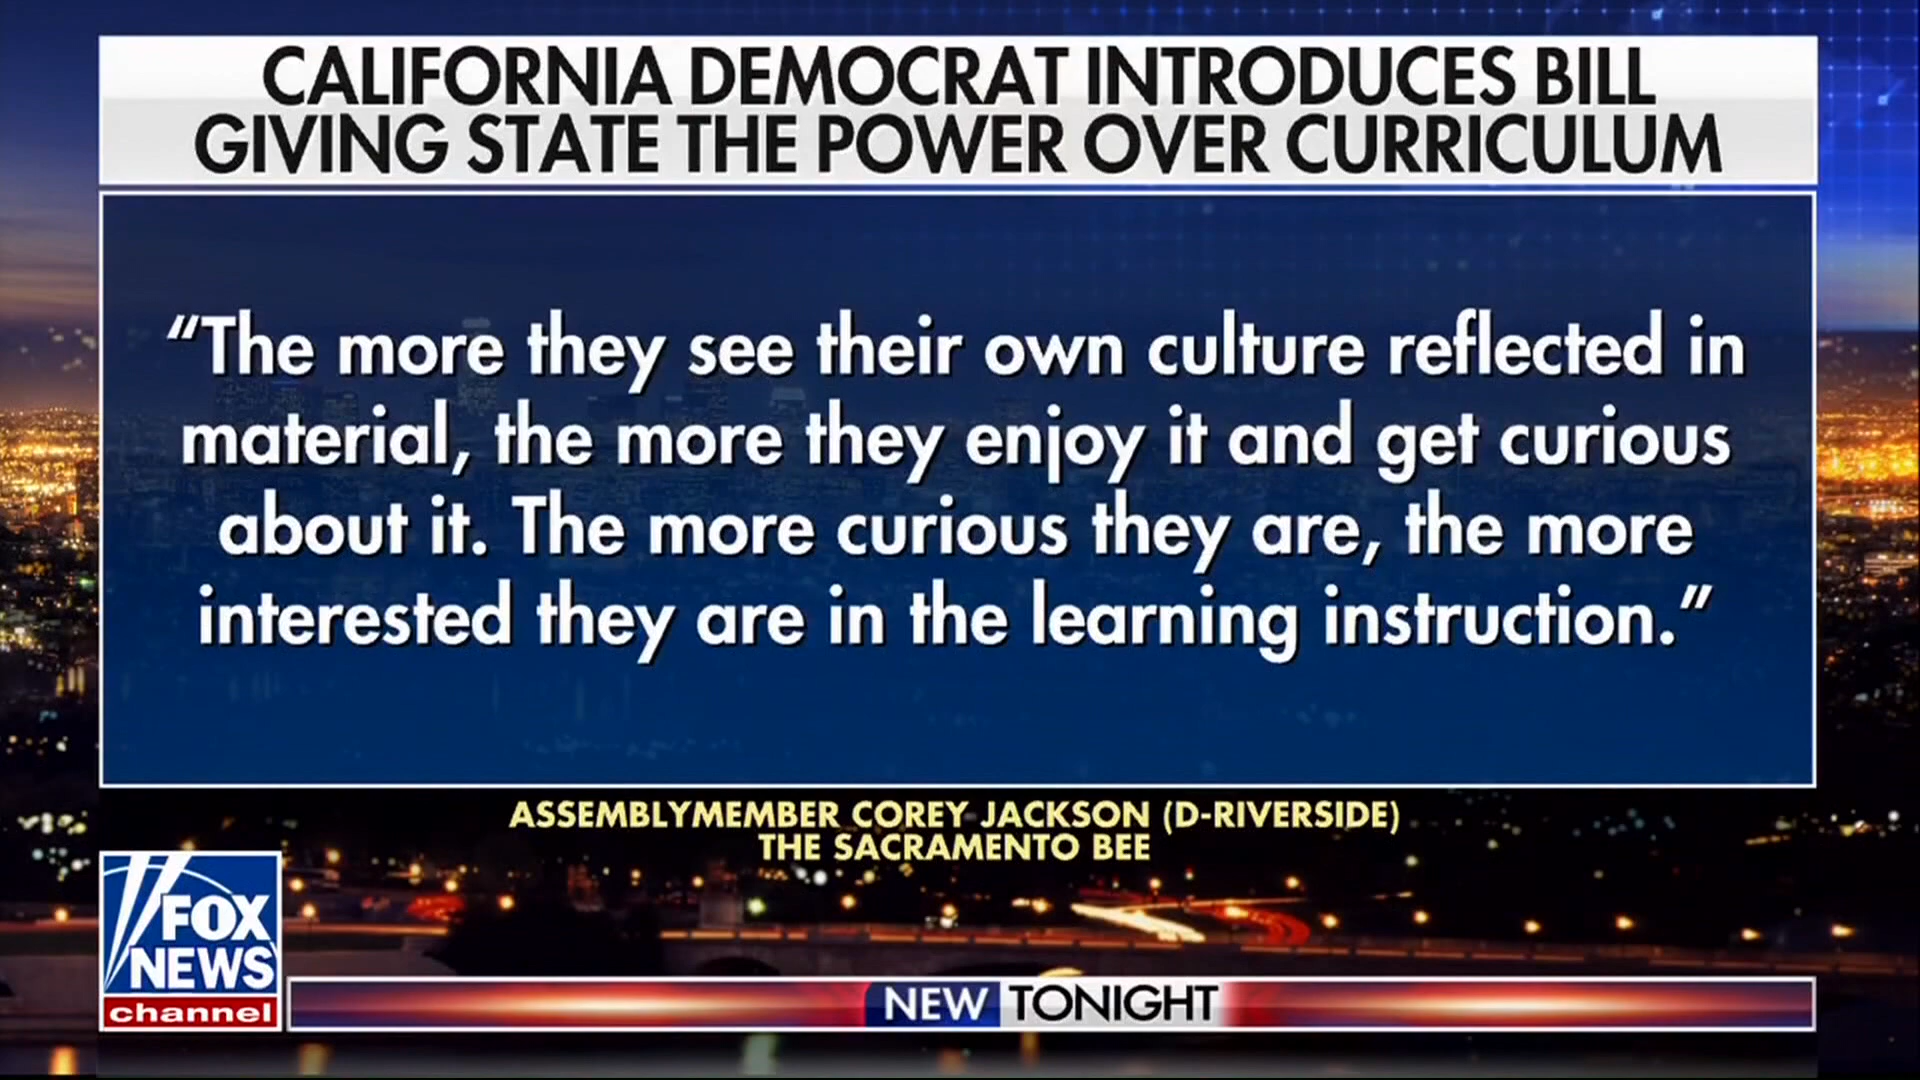 CALIFORNIA DEMOCRAT INTRODUCES BILL
GIVING STATE THE POWER OVER CURRICULUM
“The more they see their own culture reflected in
material, the more they enjoy it and get curious
about it. The more curious they are, the more
interested they are in the learning instruction.”
ASSEMBLYMEMBER COREY JACKSON (D-RIVERSIDE)
THE SACRAMENTO BEE
FOX
NEWS
channel
NEW TONIGHT